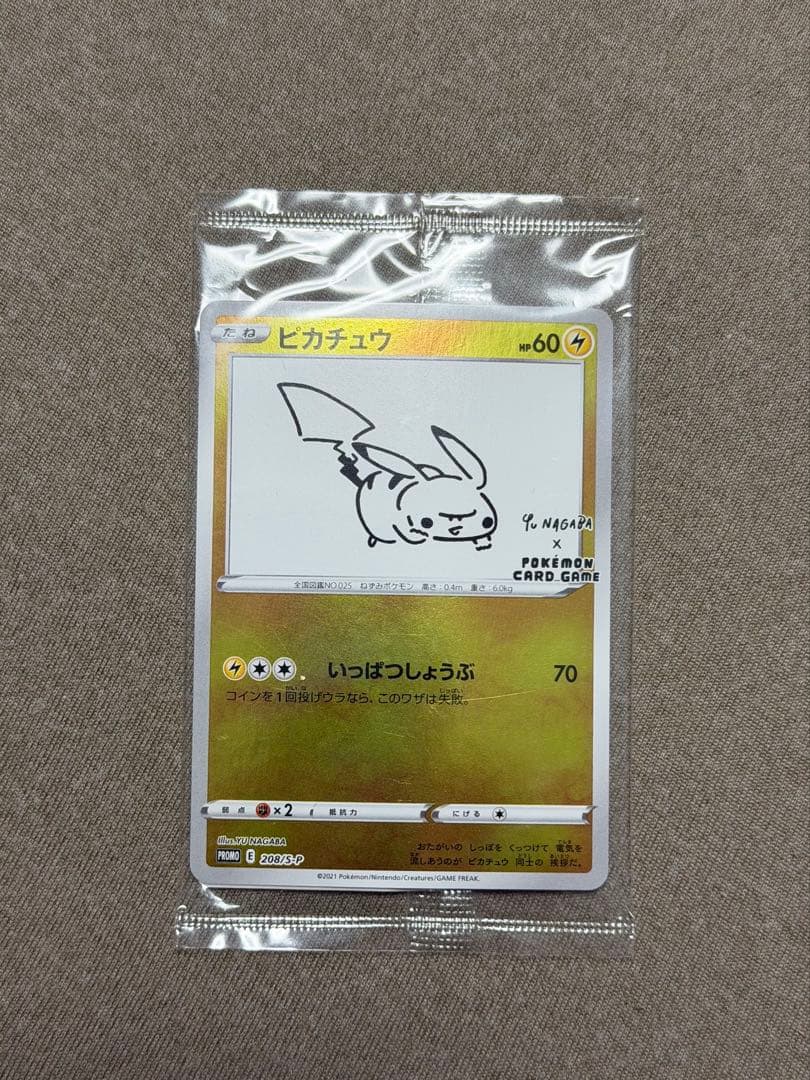 たね ピカチュウ HP60
Yu NAGABA
×
POKÉMON
CARD GAME
全国図鑑NO.025 ねずみポケモン 高さ：0.4m 重さ：6.0kg
いっぱつしょうぶ 70
コインを1回投げウラなら、このワザは失敗。
弱点 ×2 抵抗力 にげる
Illus. YU NAGABA
PROMO E 208/S-P
おたがいの しっぽを くっつけて 電気を
流しあうのが ピカチュウ 同士の 挨拶だ。
©2021 Pokémon/Nintendo/Creatures/GAME FREAK.